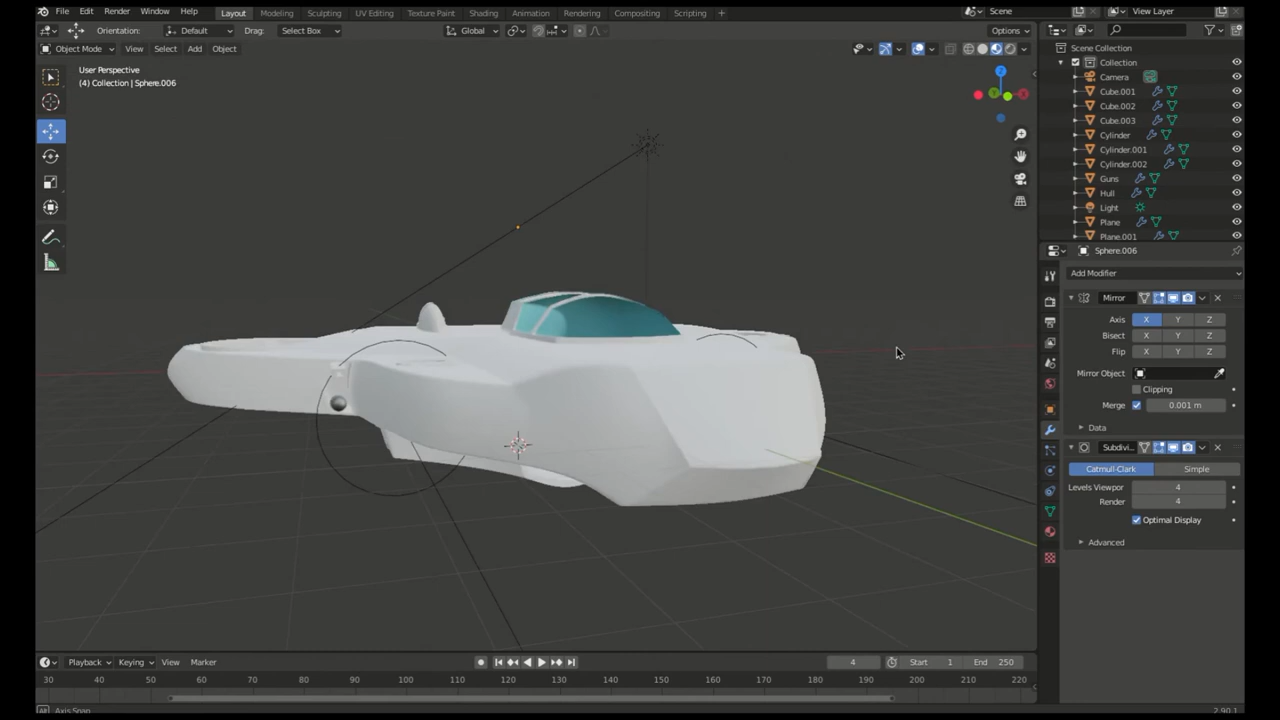 File Edit Render Window Help Layout Modeling Sculpting UV Editing Texture Paint Shading Animation Rendering Compositing Scripting + Scene View Layer
Orientation: Default Drag: Select Box Global Options
Object Mode View Select Add Object
User Perspective
(4) Collection | Sphere.006
Z
Scene Collection
Collection
Camera
Cube.001
Cube.002
Cube.003
Cylinder
Cylinder.001
Cylinder.002
Guns
Hull
Light
Plane
Plane.001
Sphere.006
Add Modifier
Mirror
Axis X Y Z
Bisect X Y Z
Flip X Y Z
Mirror Object
Clipping
Merge 0.001 m
Data
Subdivi
Catmull-Clark Simple
Levels Viewpor 4
Render 4
Optimal Display
Advanced
Playback Keying View Marker 4 Start 1 End 250
30 40 50 60 70 80 90 100 110 120 130 140 150 160 170 180 190 200 210 220
Axis Snap 2.90.1